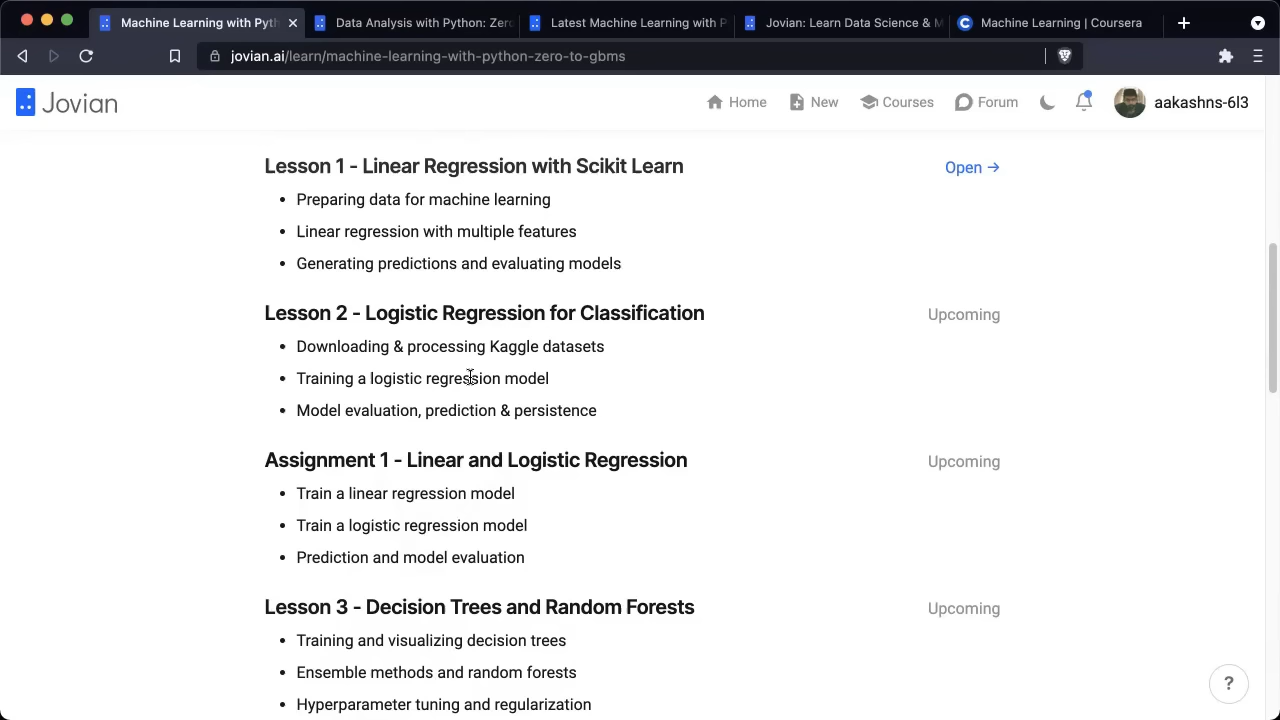 Machine Learning with Pyth
Data Analysis with Python: Zero
Latest Machine Learning with P
Jovian: Learn Data Science & M
Machine Learning | Coursera
jovian.ai/learn/machine-learning-with-python-zero-to-gbms
Jovian
Home
New
Courses
Forum
aakashns-6l3
Lesson 1 - Linear Regression with Scikit Learn
Open →
• Preparing data for machine learning
• Linear regression with multiple features
• Generating predictions and evaluating models
Lesson 2 - Logistic Regression for Classification
Upcoming
• Downloading & processing Kaggle datasets
• Training a logistic regression model
• Model evaluation, prediction & persistence
Assignment 1 - Linear and Logistic Regression
Upcoming
• Train a linear regression model
• Train a logistic regression model
• Prediction and model evaluation
Lesson 3 - Decision Trees and Random Forests
Upcoming
• Training and visualizing decision trees
• Ensemble methods and random forests
• Hyperparameter tuning and regularization
?